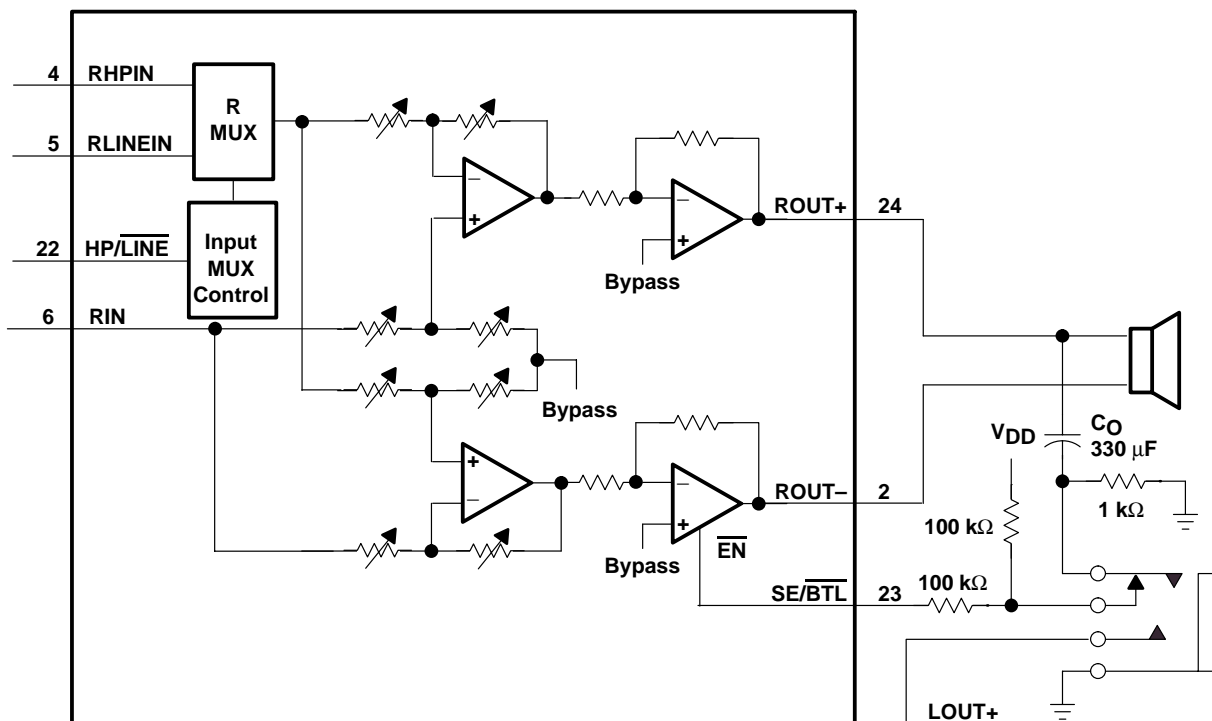 4 RHPIN
R
MUX
5 RLINEIN
22 HP/LINE
Input
MUX
Control
6 RIN
−
+
−
+
Bypass
ROUT+ 24
Bypass
+
−
−
+
Bypass
EN
ROUT− 2
SE/BTL 23
VDD
CO
330 μF
1 kΩ
100 kΩ
100 kΩ
LOUT+